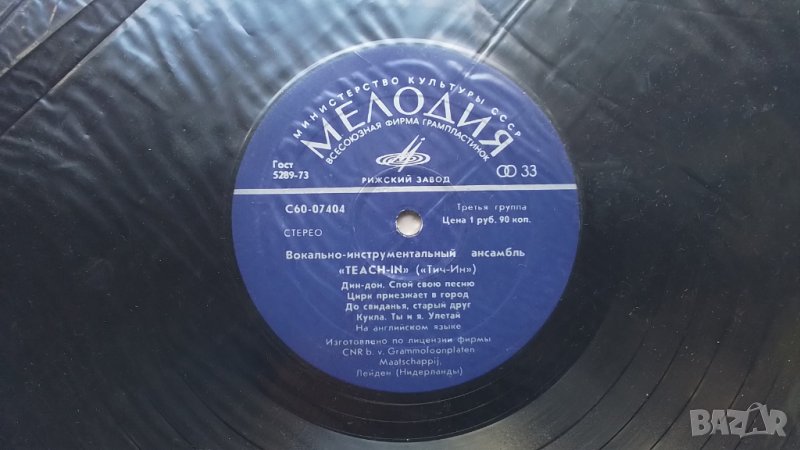 МИНИСТЕРСТВО КУЛЬТУРЫ СССР
МЕЛОДИЯ
ВСЕСОЮЗНАЯ ФИРМА ГРАМПЛАСТИНОК
Гост
5289-73
33
РИЖСКИЙ ЗАВОД
С60-07404
Третья группа
Цена 1 руб. 90 коп.
СТЕРЕО
Вокально-инструментальный ансамбль
«TEACH-IN» («Тич-Ин»)
Дин-дон. Спой свою песню
Цирк приезжает в город
До свиданья, старый друг
Кукла. Ты и я. Улетай
На английском языке
Изготовлено по лицензии фирмы
CNR b. v. Grammofoonplaten
Maatschappij,
Лейден (Нидерланды)
BAZAR